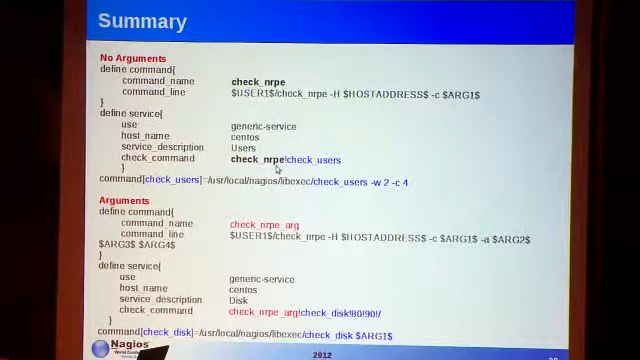 Summary
No Arguments
define command{
command_name check_nrpe
command_line $USER1$/check_nrpe -H $HOSTADDRESS$ -c $ARG1$
}
define service{
use generic-service
host_name centos
service_description Users
check_command check_nrpe!check_users
}
command[check_users]=/usr/local/nagios/libexec/check_users -w 2 -c 4
Arguments
define command{
command_name check_nrpe_arg
command_line $USER1$/check_nrpe -H $HOSTADDRESS$ -c $ARG1$ -a $ARG2$
$ARG3$ $ARG4$
}
define service{
use generic-service
host_name centos
service_description Disk
check_command check_nrpe_arg!check_disk!80!90!/
}
command[check_disk]=/usr/local/nagios/libexec/check_disk $ARG1$
Nagios
World
2012